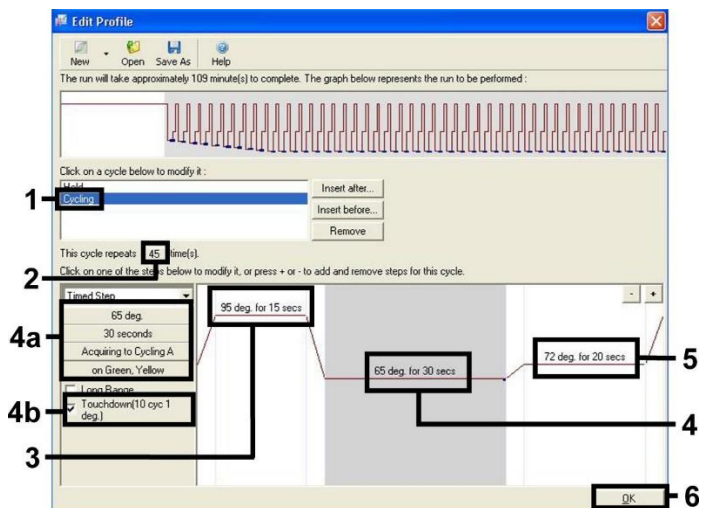 Edit Profile
New Open Save As Help
The run will take approximately 109 minute(s) to complete. The graph below represents the run to be performed :
Click on a cycle below to modify it :
Hold
1
Cycling
Insert after...
Insert before...
Remove
This cycle repeats 45 time(s).
2
Click on one of the steps below to modify it, or press + or - to add and remove steps for this cycle.
Timed Step
- +
4a
65 deg.
30 seconds
Acquiring to Cycling A
on Green, Yellow
Long Range
4b
Touchdown(10 cyc 1
deg.)
95 deg. for 15 secs
3
65 deg. for 30 secs
4
72 deg. for 20 secs
5
OK
6